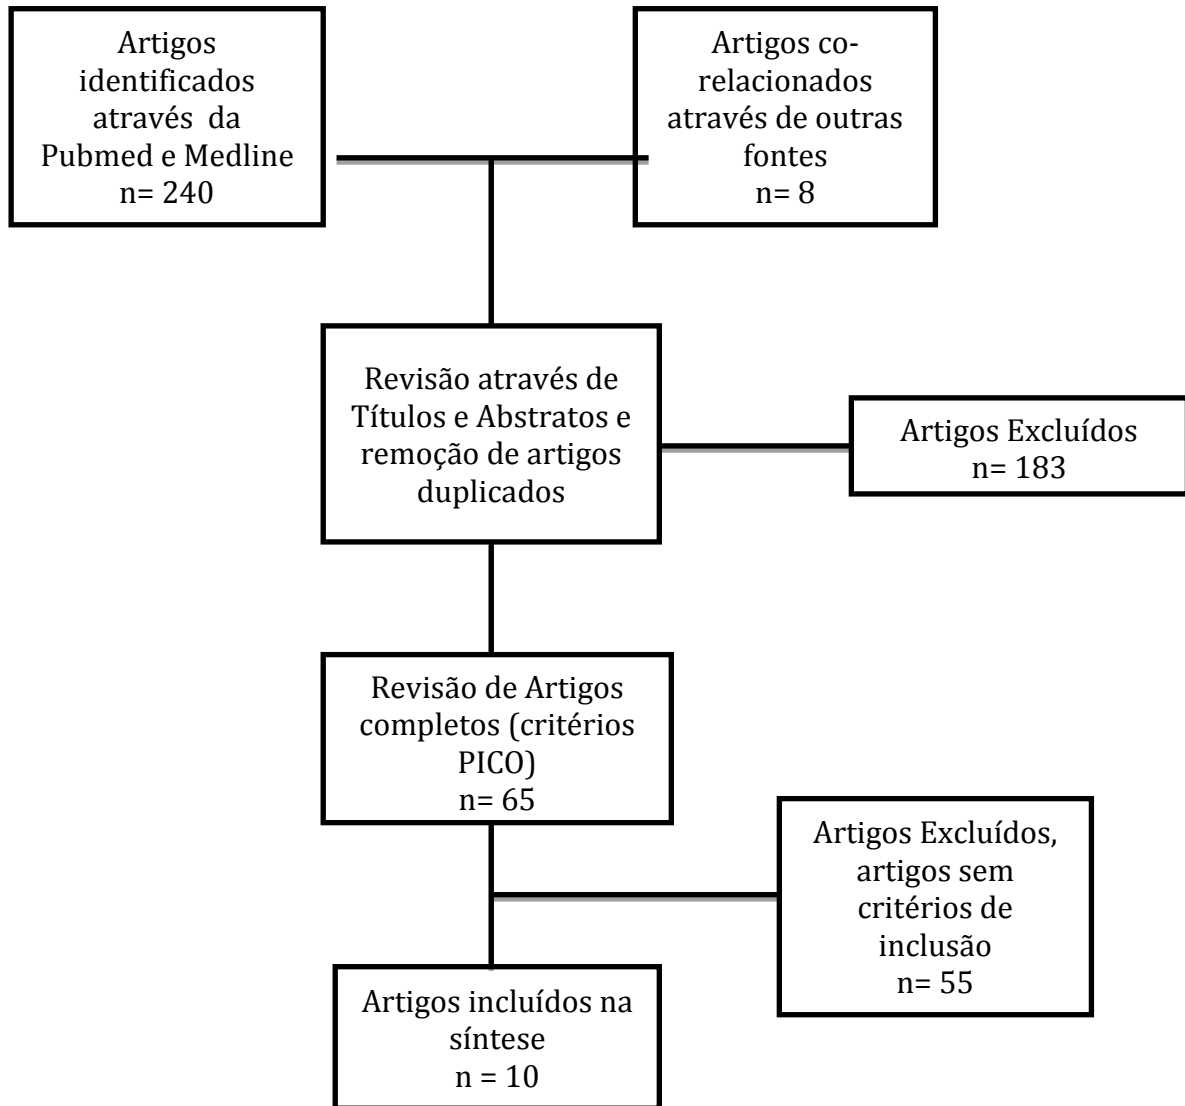 Artigos
identificados
através da
Pubmed e Medline
n= 240
Artigos co-
relacionados
através de outras
fontes
n= 8
Revisão através de
Títulos e Abstratos e
remoção de artigos
duplicados
Artigos Excluídos
n= 183
Revisão de Artigos
completos (critérios
PICO)
n= 65
Artigos Excluídos,
artigos sem
critérios de
inclusão
n= 55
Artigos incluídos na
síntese
n = 10